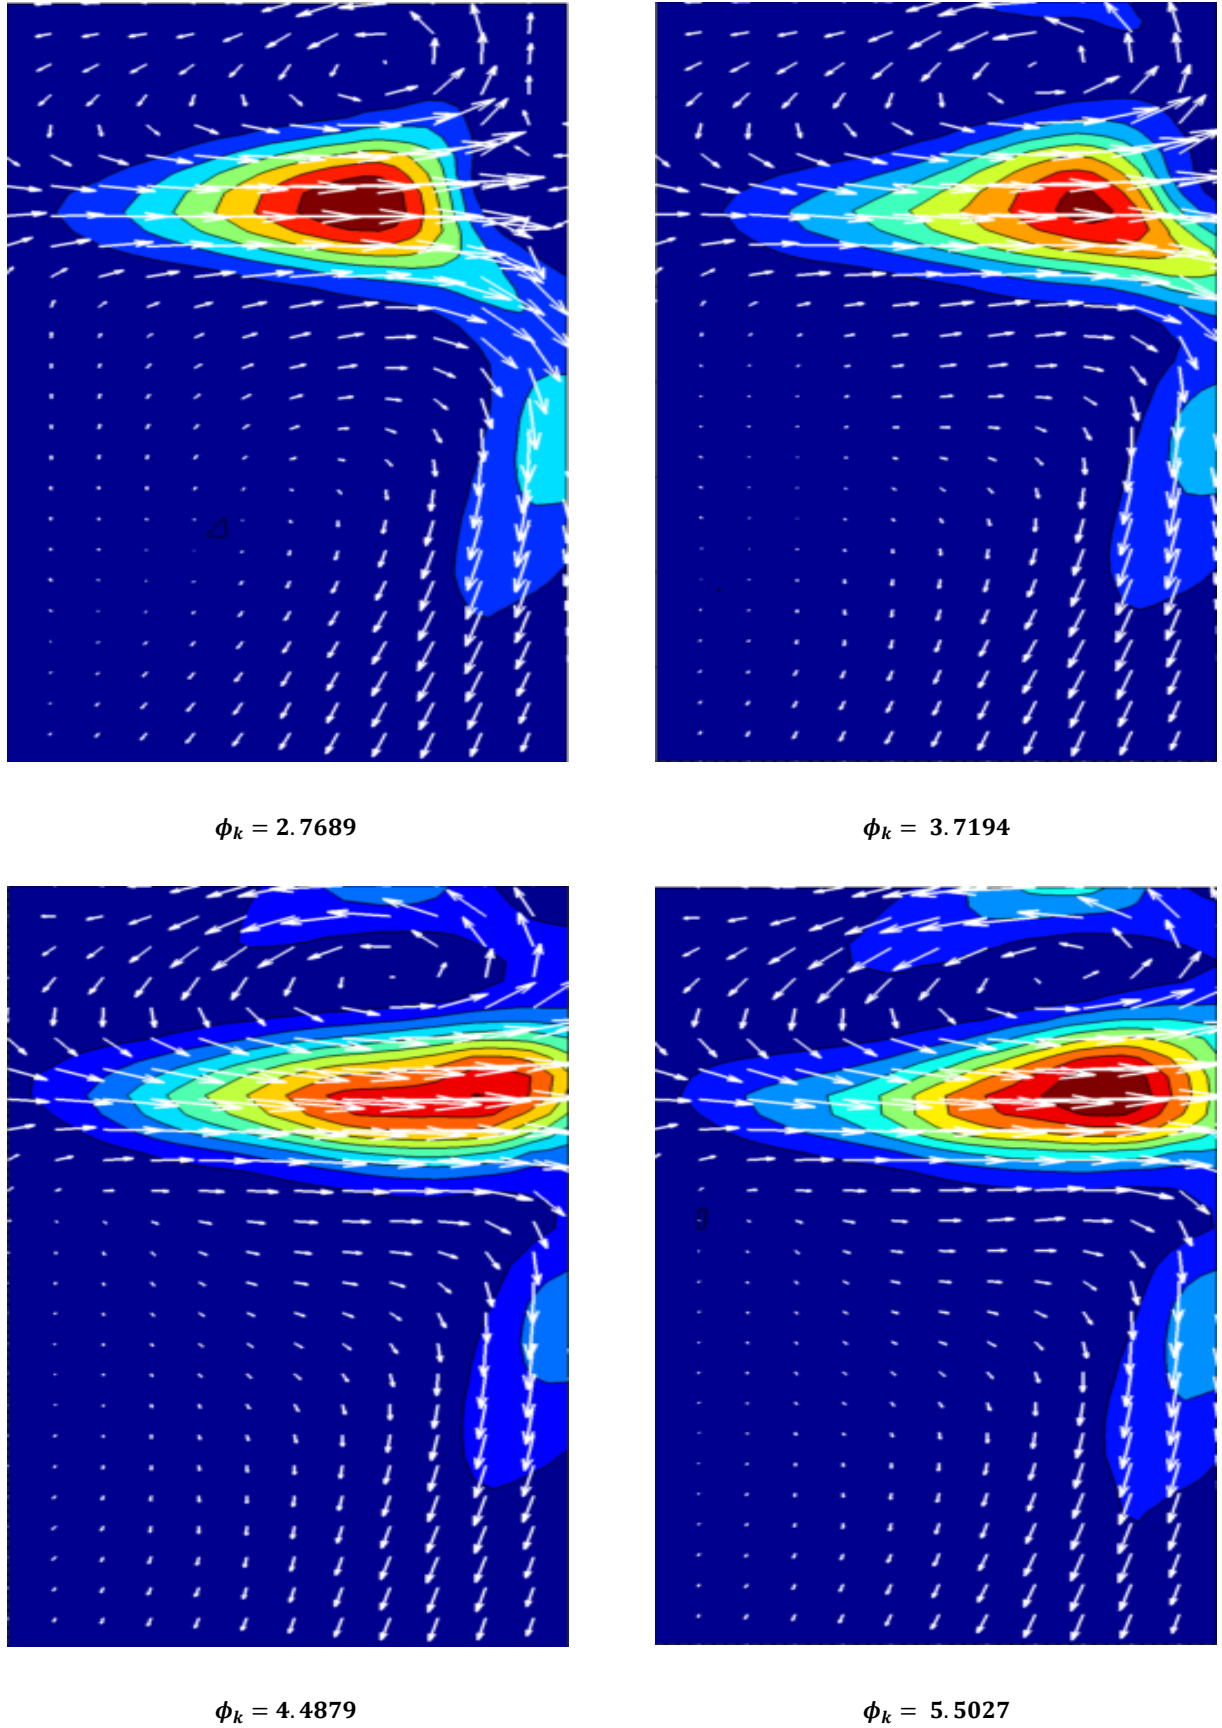 ϕₖ = 2.7689
ϕₖ = 3.7194
ϕₖ = 4.4879
ϕₖ = 5.5027